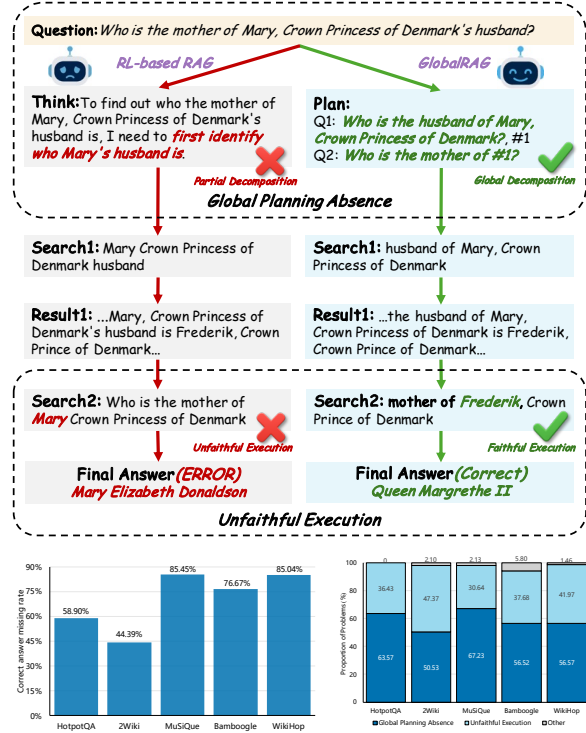 Question: Who is the mother of Mary, Crown Princess of Denmark's husband?
RL-based RAG
Think: To find out who the mother of
Mary, Crown Princess of Denmark's
husband is, I need to first identify
who Mary's husband is.
Partial Decomposition
GlobalRAG
Plan:
Q1: Who is the husband of Mary,
Crown Princess of Denmark?, #1
Q2: Who is the mother of #1?
Global Decomposition
Global Planning Absence
Search1: Mary Crown Princess of
Denmark husband
Search1: husband of Mary, Crown
Princess of Denmark
Result1: ...Mary, Crown Princess of
Denmark's husband is Frederik, Crown
Prince of Denmark...
Result1: ...the husband of Mary,
Crown Princess of Denmark is Frederik,
Crown Prince of Denmark...
Search2: Who is the mother of
Mary Crown Princess of Denmark
Unfaithful Execution
Search2: mother of Frederik, Crown
Prince of Denmark
Faithful Execution
Final Answer(ERROR)
Mary Elizabeth Donaldson
Final Answer(Correct)
Queen Margrethe II
Unfaithful Execution
Correct answer missing rate
90%
75%
60%
45%
30%
15%
0%
58.90%
44.39%
85.45%
76.67%
85.04%
HotpotQA 2Wiki MuSiQue Bamboogle WikiHop
Proportion of Problems (%)
100
80
60
40
20
0
0 2.10 2.13 5.80 1.46
36.43 47.37 30.64 37.68 41.97
63.57 50.53 67.23 56.52 56.57
HotpotQA 2Wiki MuSiQue Bamboogle WikiHop
Global Planning Absence Unfaithful Execution Other